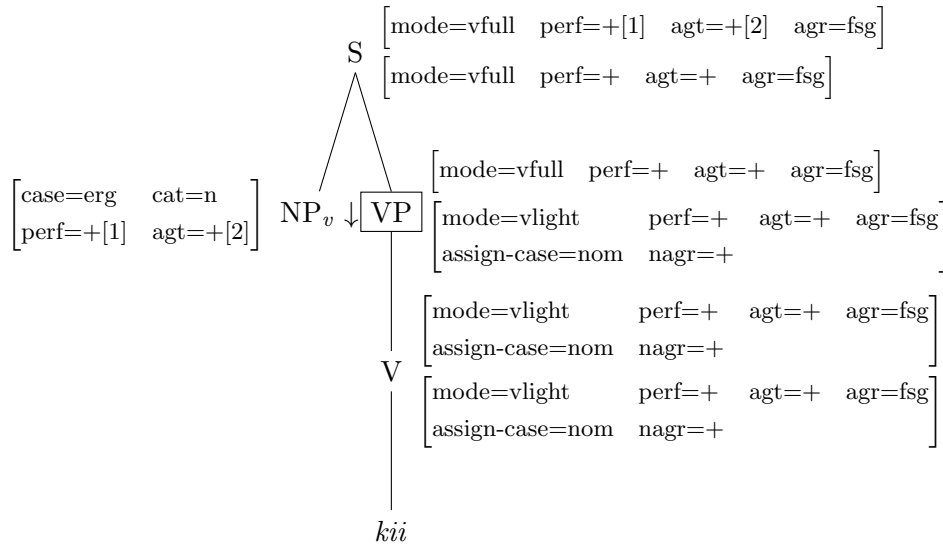 [mode=vfull perf=+[1] agt=+[2] agr=fsg]
S
[mode=vfull perf=+ agt=+ agr=fsg]
[mode=vfull perf=+ agt=+ agr=fsg]
[case=erg cat=n
perf=+[1] agt=+[2]]
NPv ↓ VP
[mode=vlight perf=+ agt=+ agr=fsg
assign-case=nom nagr=+]
[mode=vlight perf=+ agt=+ agr=fsg
assign-case=nom nagr=+]
V
[mode=vlight perf=+ agt=+ agr=fsg
assign-case=nom nagr=+]
kii